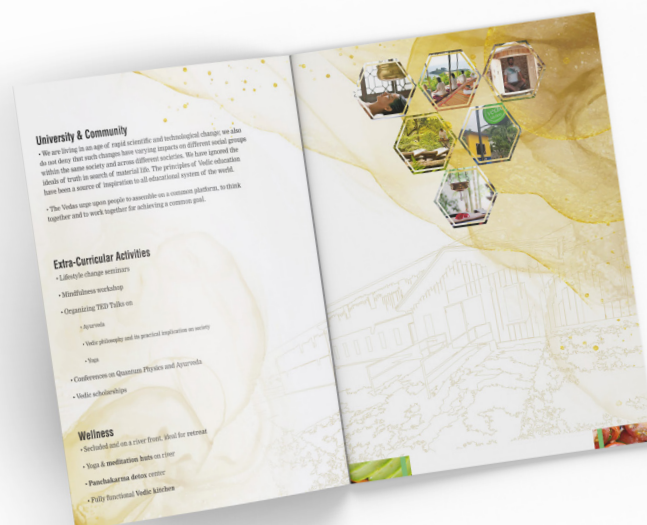 University & Community
• We are living in an age of rapid scientific and technological change; we also
do not deny that such changes have varying impacts on different social groups
within the same society and across different societies. We have ignored the
ideals of truth in search of material life. The principles of Vedic education
have been a source of inspiration to all educational system of the world.
• The Vedas urge upon people to assemble on a common platform, to think
together and to work together for achieving a common goal.
Extra-Curricular Activities
• Lifestyle change seminars
• Mindfulness workshop
• Organizing TED Talks on
• Ayurveda
• Vedic philosophy and its practical implication on society
• Yoga
• Conferences on Quantum Physics and Ayurveda
• Vedic scholarships
Wellness
• Secluded and on a river front, ideal for retreat
• Yoga & meditation huts on river
• Panchakarma detox center
• Fully functional Vedic kitchen